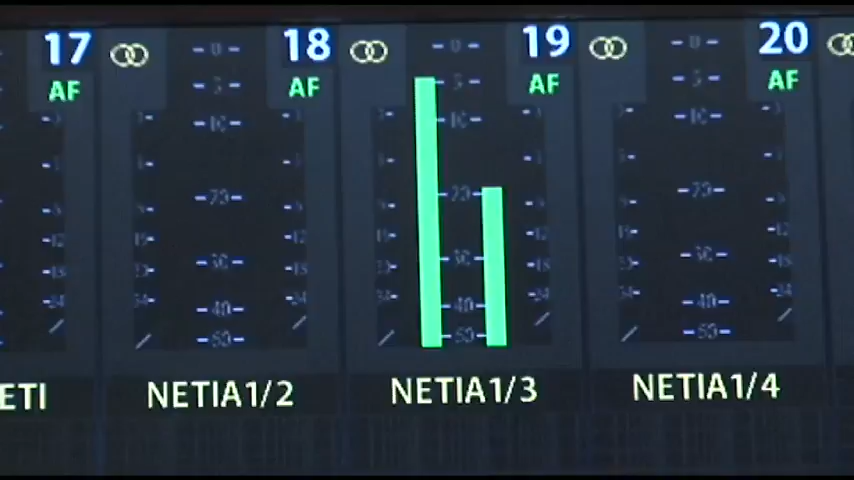 17 18 19 20
AF AF AF AF
0 0 0 0
5 5 5
10 10 10
20 20 20
30 30 30
40 40 40
50 50 50
ETI NETIA1/2 NETIA1/3 NETIA1/4